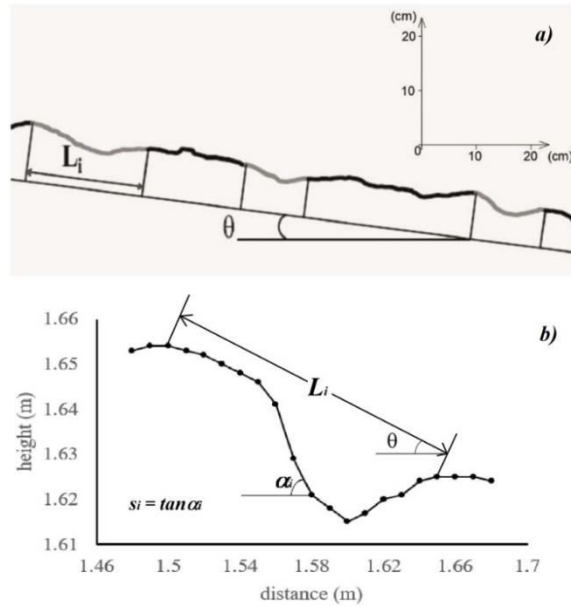 (cm)
a)
20
10
0
10
20
(cm)
Li
θ
b)
1.66
1.65
1.64
1.63
1.62
1.61
height (m)
Li
θ
αi
si = tanαi
1.46
1.5
1.54
1.58
1.62
1.66
1.7
distance (m)